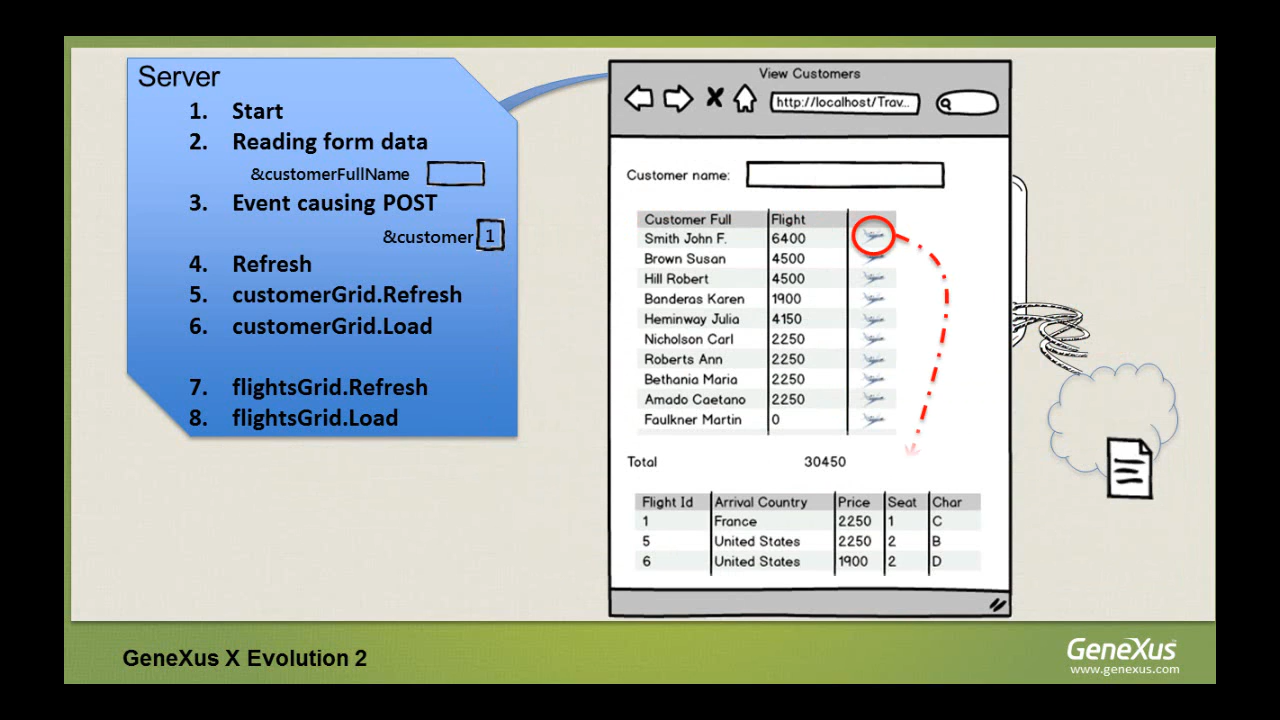 Server
1. Start
2. Reading form data
&customerFullName
3. Event causing POST
&customer 1
4. Refresh
5. customerGrid.Refresh
6. customerGrid.Load
7. flightsGrid.Refresh
8. flightsGrid.Load
View Customers
http://localhost/Trav...
Customer name:
Customer Full Flight
Smith John F. 6400
Brown Susan 4500
Hill Robert 4500
Banderas Karen 1900
Heminway Julia 4150
Nicholson Carl 2250
Roberts Ann 2250
Bethania Maria 2250
Amado Caetano 2250
Faulkner Martin 0
Total 30450
Flight Id Arrival Country Price Seat Char
1 France 2250 1 C
5 United States 2250 2 B
6 United States 1900 2 D
GeneXus X Evolution 2
GeneXus
www.genexus.com